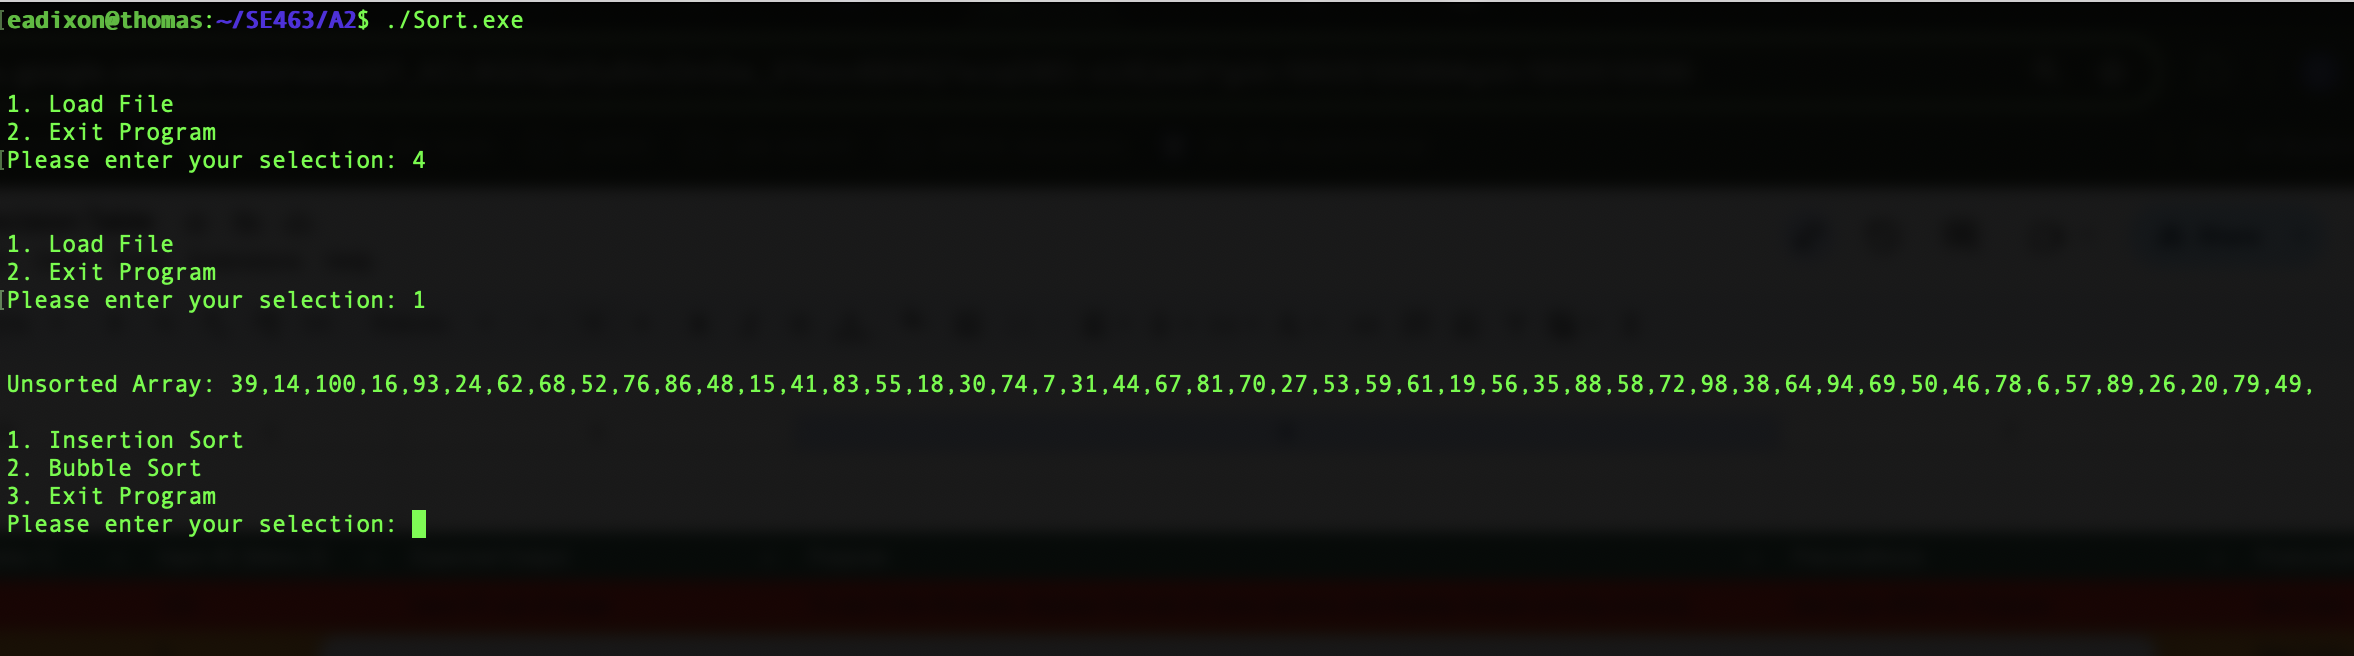 eadixon@thomas:~/SE463/A2$ ./Sort.exe
1. Load File
2. Exit Program
Please enter your selection: 4
1. Load File
2. Exit Program
Please enter your selection: 1
Unsorted Array: 39,14,100,16,93,24,62,68,52,76,86,48,15,41,83,55,18,30,74,7,31,44,67,81,70,27,53,59,61,19,56,35,88,58,72,98,38,64,94,69,50,46,78,6,57,89,26,20,79,49,
1. Insertion Sort
2. Bubble Sort
3. Exit Program
Please enter your selection: